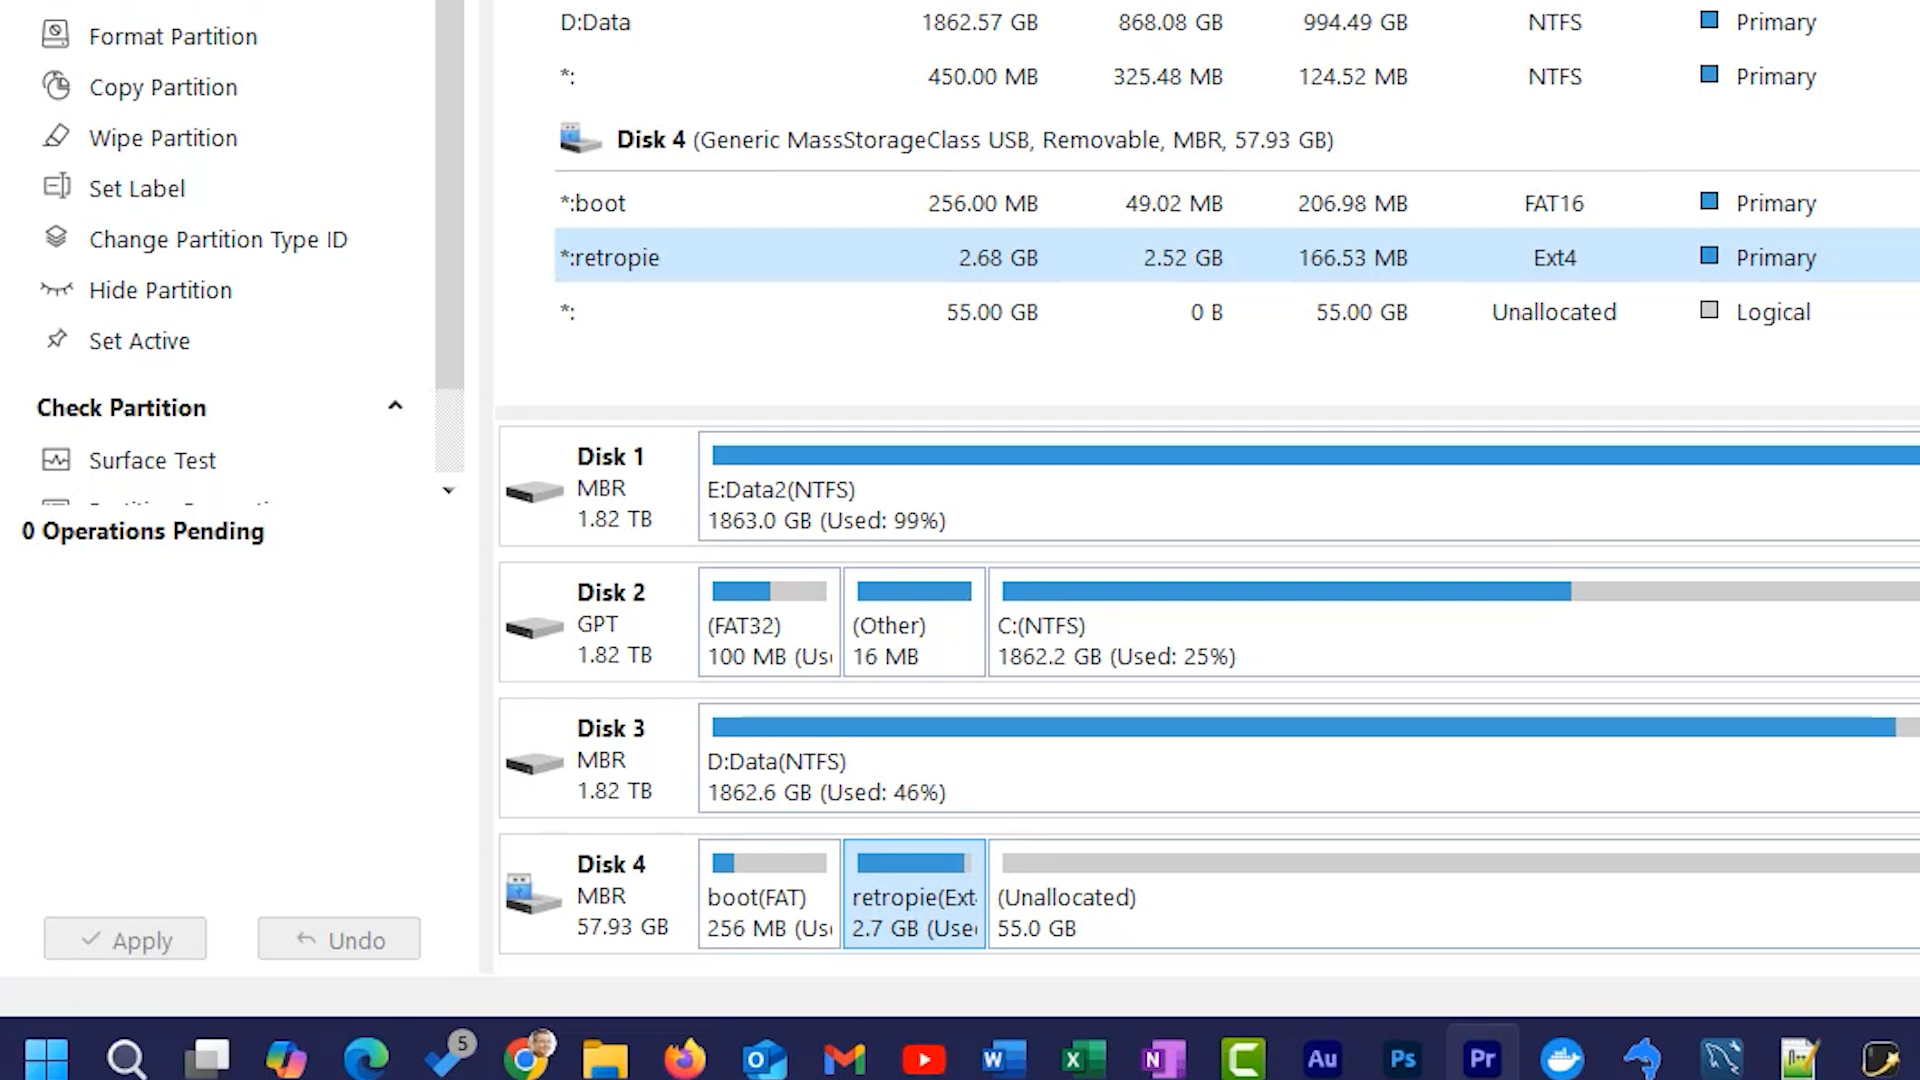 Format Partition
Copy Partition
Wipe Partition
Set Label
Change Partition Type ID
Hide Partition
Set Active
Check Partition
Surface Test
0 Operations Pending
Apply
Undo
D:Data 1862.57 GB 868.08 GB 994.49 GB NTFS Primary
*: 450.00 MB 325.48 MB 124.52 MB NTFS Primary
Disk 4 (Generic MassStorageClass USB, Removable, MBR, 57.93 GB)
*:boot 256.00 MB 49.02 MB 206.98 MB FAT16 Primary
*:retropie 2.68 GB 2.52 GB 166.53 MB Ext4 Primary
*: 55.00 GB 0 B 55.00 GB Unallocated Logical
Disk 1
MBR
1.82 TB
E:Data2(NTFS)
1863.0 GB (Used: 99%)
Disk 2
GPT
1.82 TB
(FAT32)
100 MB (Us
(Other)
16 MB
C:(NTFS)
1862.2 GB (Used: 25%)
Disk 3
MBR
1.82 TB
D:Data(NTFS)
1862.6 GB (Used: 46%)
Disk 4
MBR
57.93 GB
boot(FAT)
256 MB (Us
retropie(Ext
2.7 GB (Use
(Unallocated)
55.0 GB
5
Au
Ps
Pr